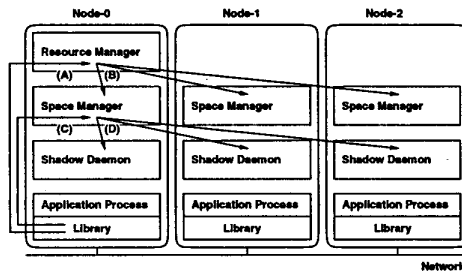 Node-0 Node-1 Node-2
Resource Manager
(A) (B)
Space Manager Space Manager Space Manager
(C) (D)
Shadow Daemon Shadow Daemon Shadow Daemon
Application Process Application Process Application Process
Library Library Library
Network